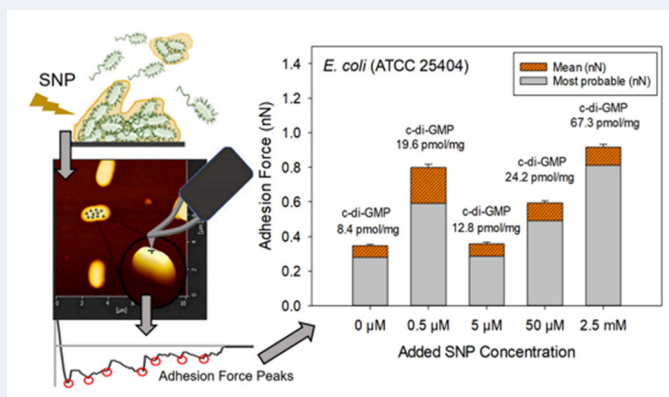 SNP
Adhesion Force Peaks
E. coli (ATCC 25404)
Mean (nN)
Most probable (nN)
Adhesion Force (nN)
1.4
1.2
1.0
0.8
0.6
0.4
0.2
0.0
c-di-GMP
8.4 pmol/mg
c-di-GMP
19.6 pmol/mg
c-di-GMP
12.8 pmol/mg
c-di-GMP
24.2 pmol/mg
c-di-GMP
67.3 pmol/mg
0 µM
0.5 µM
5 µM
50 µM
2.5 mM
Added SNP Concentration